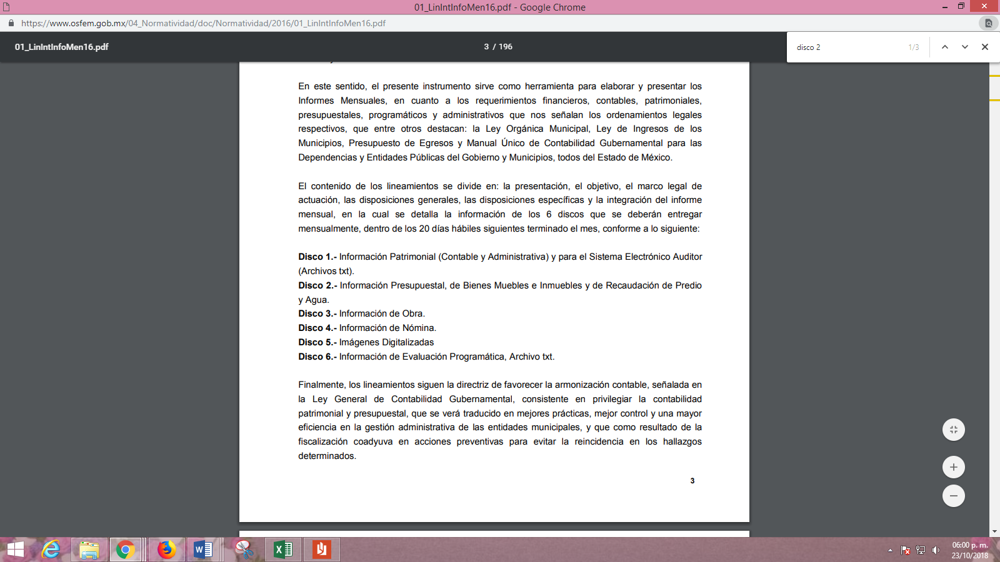 01_LinIntInfoMen16.pdf - Google Chrome
https://www.osfem.gob.mx/04_Normatividad/doc/Normatividad/2016/01_LinIntInfoMen16.pdf
01_LinIntInfoMen16.pdf
3 / 196
disco 2
1/3
En este sentido, el presente instrumento sirve como herramienta para elaborar y presentar los
Informes Mensuales, en cuanto a los requerimientos financieros, contables, patrimoniales,
presupuestales, programáticos y administrativos que nos señalan los ordenamientos legales
respectivos, que entre otros destacan: la Ley Orgánica Municipal, Ley de Ingresos de los
Municipios, Presupuesto de Egresos y Manual Único de Contabilidad Gubernamental para las
Dependencias y Entidades Públicas del Gobierno y Municipios, todos del Estado de México.
El contenido de los lineamientos se divide en: la presentación, el objetivo, el marco legal de
actuación, las disposiciones generales, las disposiciones específicas y la integración del informe
mensual, en la cual se detalla la información de los 6 discos que se deberán entregar
mensualmente, dentro de los 20 días hábiles siguientes terminado el mes, conforme a lo siguiente:
Disco 1.- Información Patrimonial (Contable y Administrativa) y para el Sistema Electrónico Auditor
(Archivos txt).
Disco 2.- Información Presupuestal, de Bienes Muebles e Inmuebles y de Recaudación de Predio
y Agua.
Disco 3.- Información de Obra.
Disco 4.- Información de Nómina.
Disco 5.- Imágenes Digitalizadas
Disco 6.- Información de Evaluación Programática, Archivo txt.
Finalmente, los lineamientos siguen la directriz de favorecer la armonización contable, señalada en
la Ley General de Contabilidad Gubernamental, consistente en privilegiar la contabilidad
patrimonial y presupuestal, que se verá traducido en mejores prácticas, mejor control y una mayor
eficiencia en la gestión administrativa de las entidades municipales, y que como resultado de la
fiscalización coadyuva en acciones preventivas para evitar la reincidencia en los hallazgos
determinados.
3
06:00 p. m.
23/10/2018